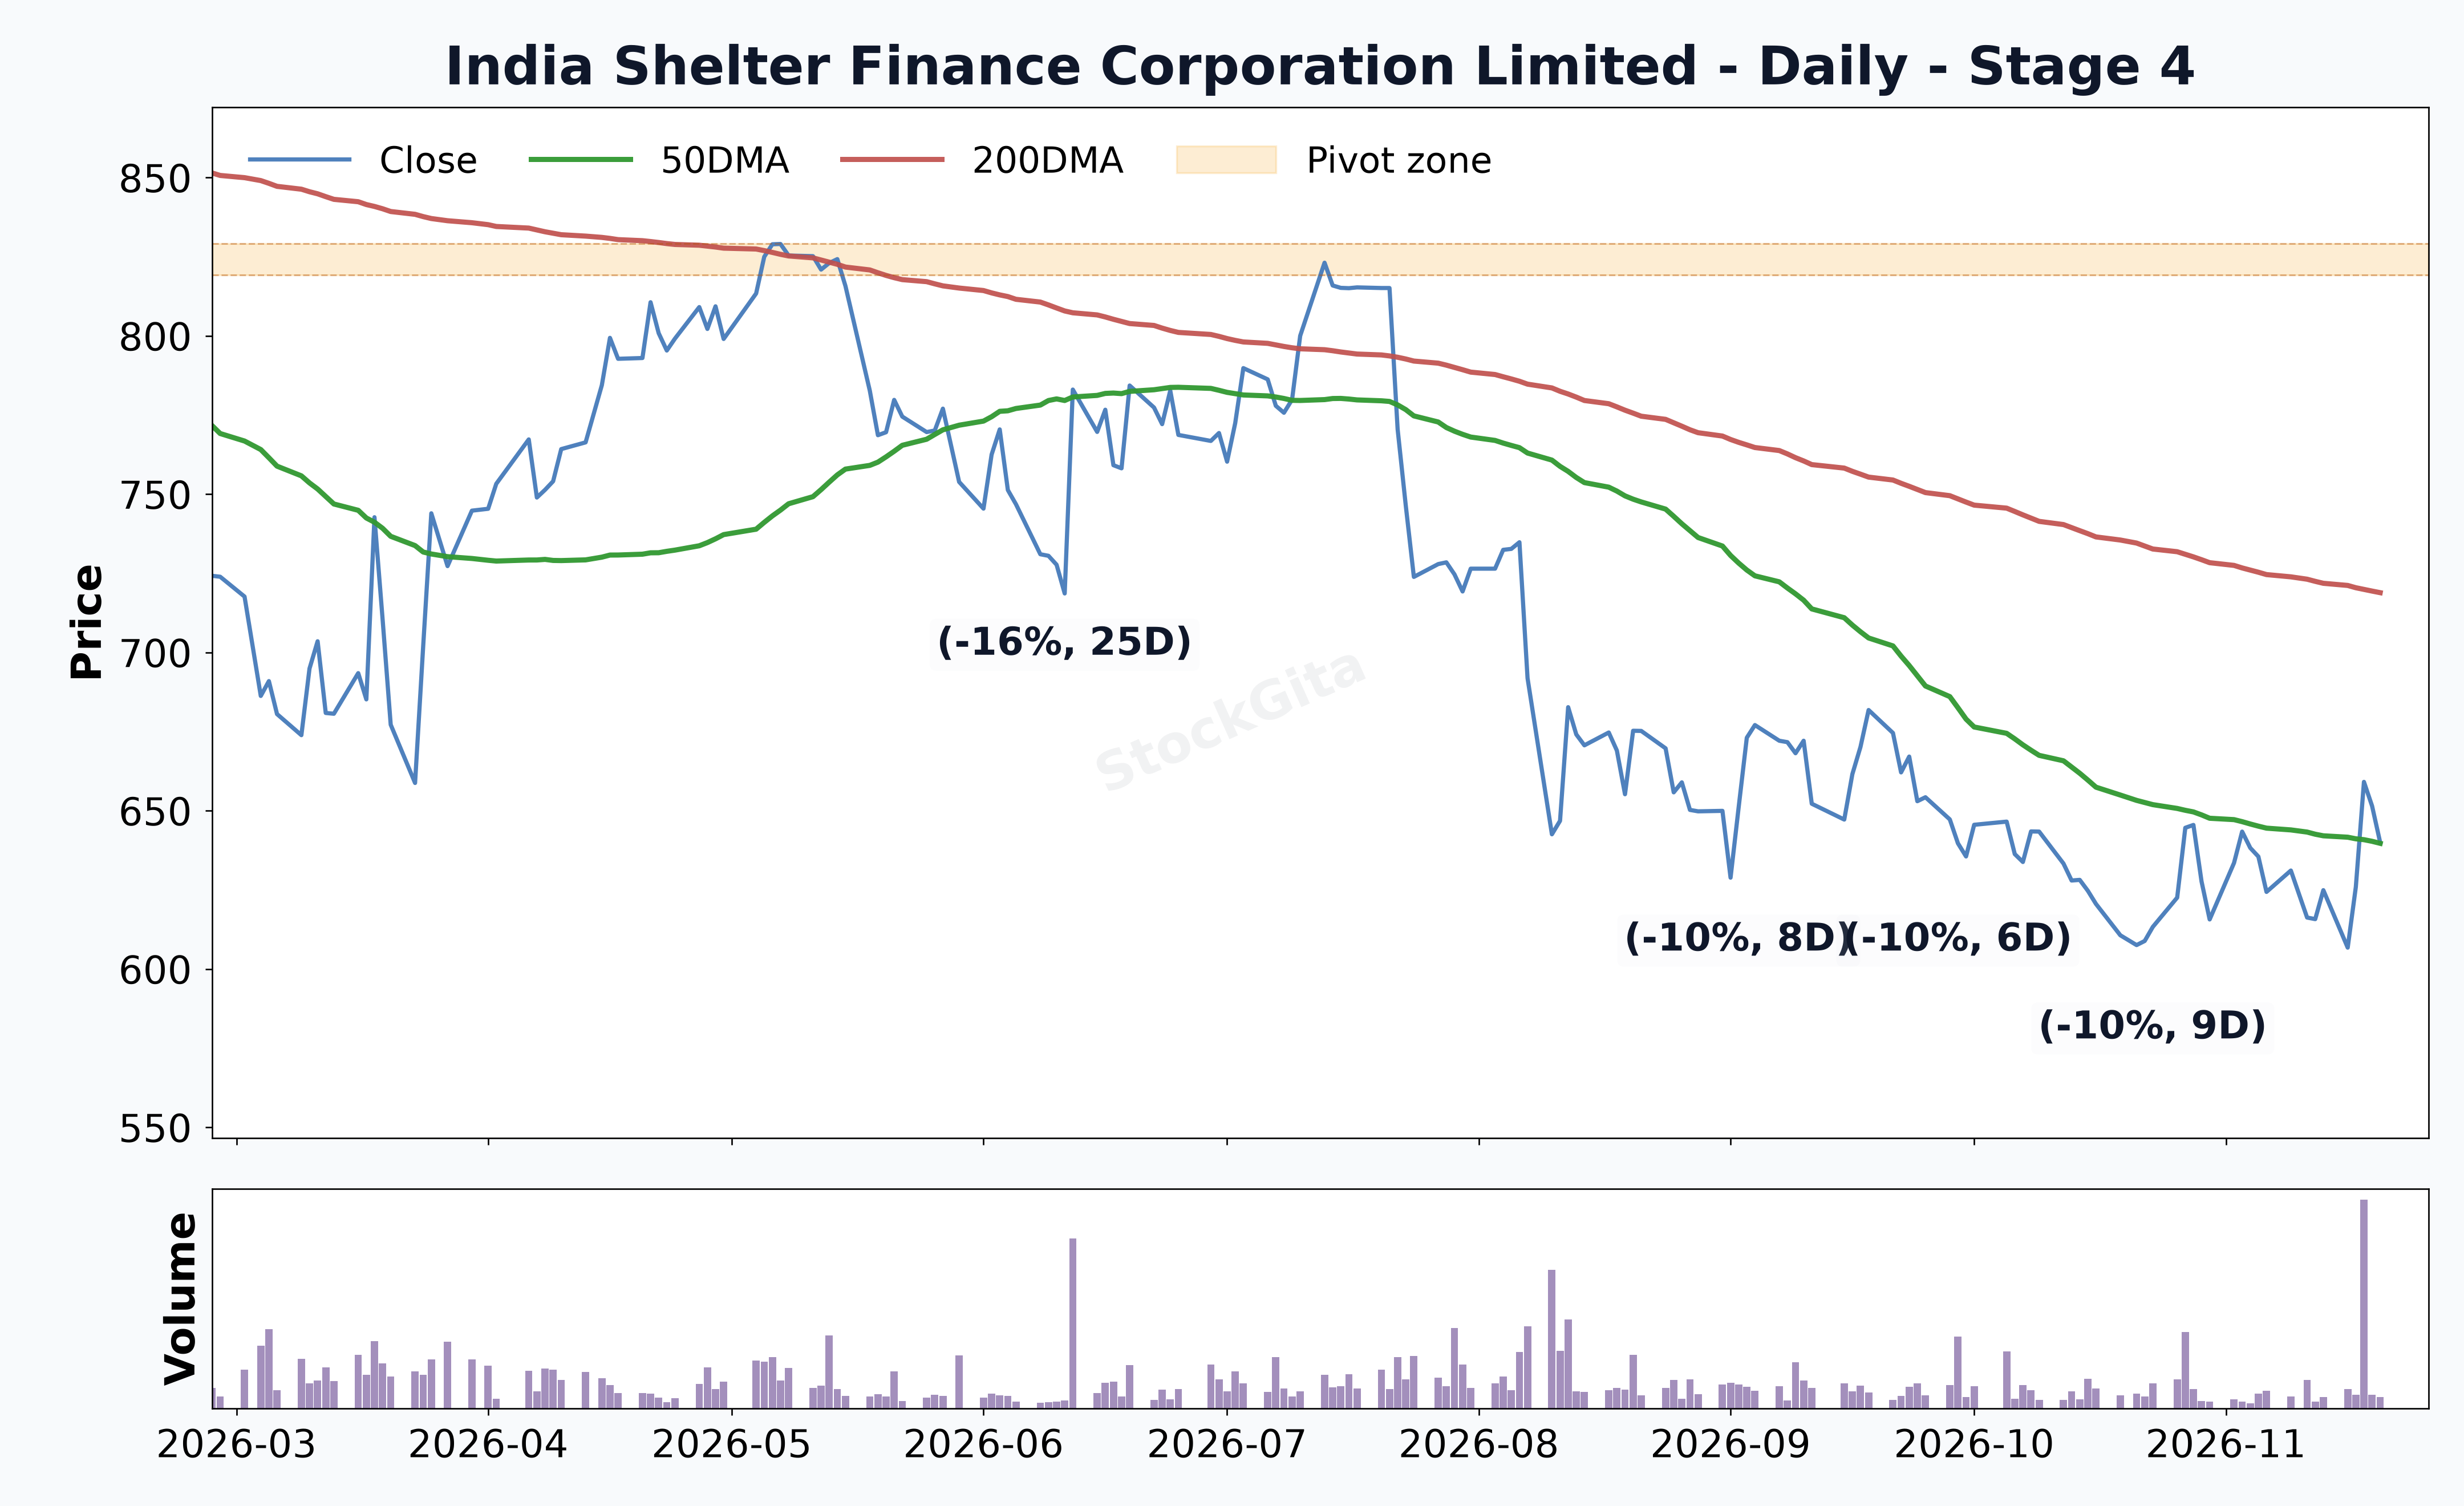 India Shelter Finance Corporation Limited - Daily - Stage 4
Close 50DMA 200DMA Pivot zone
850
800
750
700
650
600
550
Price
(-16%, 25D)
StockGita
(-10%, 8D)
(-10%, 6D)
(-10%, 9D)
Volume
2026-03 2026-04 2026-05 2026-06 2026-07 2026-08 2026-09 2026-10 2026-11